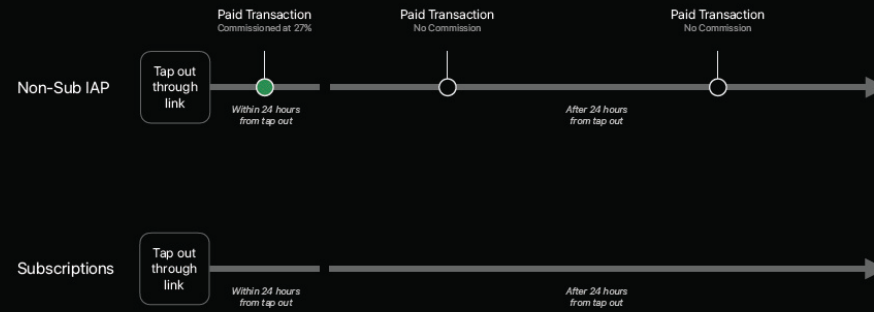 Paid Transaction
Commissioned at 27%
Paid Transaction
No Commission
Paid Transaction
No Commission
Non-Sub IAP
Tap out
through
link
Within 24 hours
from tap out
After 24 hours
from tap out
Subscriptions
Tap out
through
link
Within 24 hours
from tap out
After 24 hours
from tap out